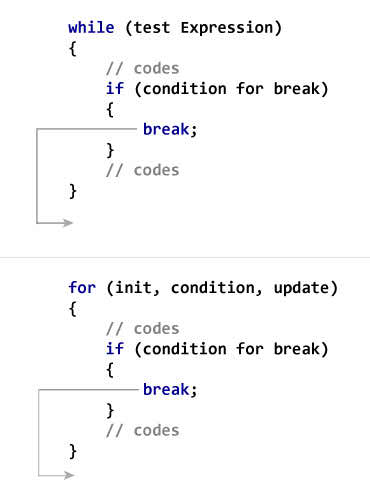 while (test Expression)
{
// codes
if (condition for break)
{
break;
}
// codes
}
for (init, condition, update)
{
// codes
if (condition for break)
{
break;
}
// codes
}